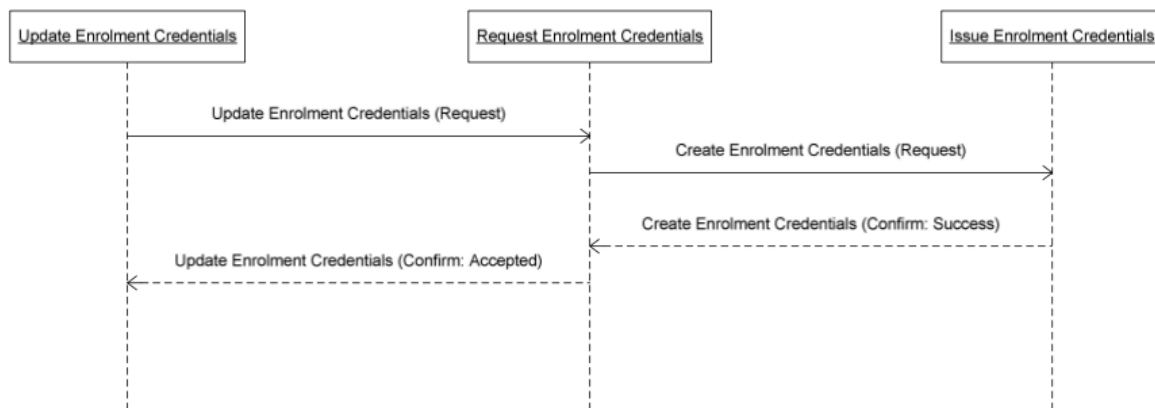 Update Enrolment Credentials
Request Enrolment Credentials
Issue Enrolment Credentials
Update Enrolment Credentials (Request)
Create Enrolment Credentials (Request)
Create Enrolment Credentials (Confirm: Success)
Update Enrolment Credentials (Confirm: Accepted)